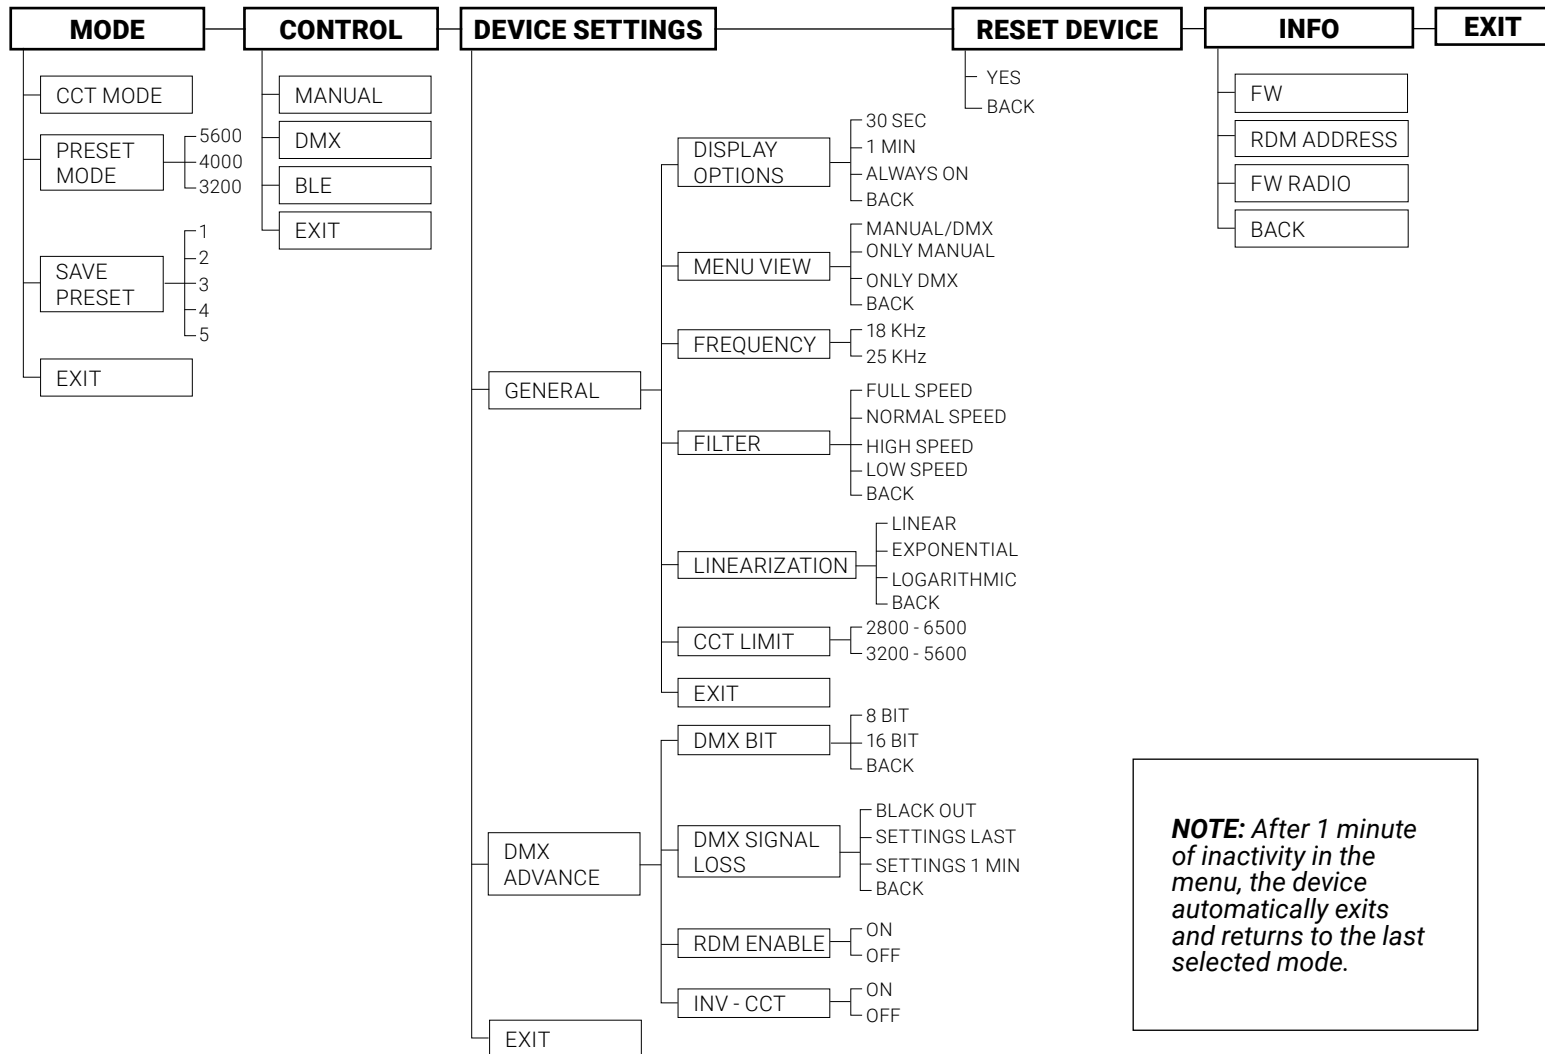 MODE
CONTROL
DEVICE SETTINGS
RESET DEVICE
INFO
EXIT
CCT MODE
PRESET
MODE
5600
4000
3200
SAVE
PRESET
1
2
3
4
5
EXIT
MANUAL
DMX
BLE
EXIT
GENERAL
DISPLAY
OPTIONS
30 SEC
1 MIN
ALWAYS ON
BACK
MENU VIEW
MANUAL/DMX
ONLY MANUAL
ONLY DMX
BACK
FREQUENCY
18 KHz
25 KHz
FILTER
FULL SPEED
NORMAL SPEED
HIGH SPEED
LOW SPEED
BACK
LINEARIZATION
LINEAR
EXPONENTIAL
LOGARITHMIC
BACK
CCT LIMIT
2800 - 6500
3200 - 5600
EXIT
DMX
ADVANCE
DMX BIT
8 BIT
16 BIT
BACK
DMX SIGNAL
LOSS
BLACK OUT
SETTINGS LAST
SETTINGS 1 MIN
BACK
RDM ENABLE
ON
OFF
INV - CCT
ON
OFF
EXIT
YES
BACK
FW
RDM ADDRESS
FW RADIO
BACK
NOTE: After 1 minute
of inactivity in the
menu, the device
automatically exits
and returns to the last
selected mode.